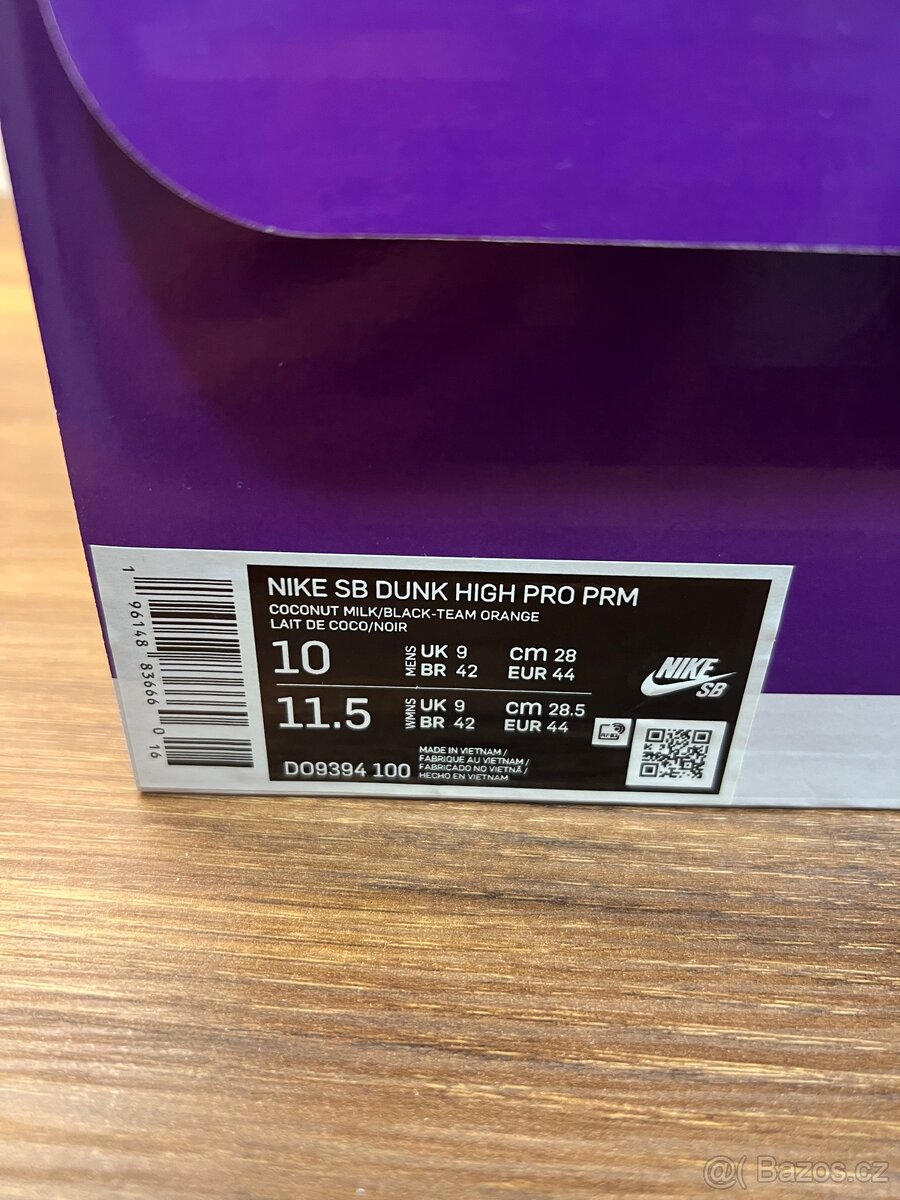 NIKE SB DUNK HIGH PRO PRM
COCONUT MILK/BLACK-TEAM ORANGE
LAIT DE COCO/NOIR
10 MENS UK 9 cm 28
BR 42 EUR 44
11.5 WMNS UK 9 cm 28.5
BR 42 EUR 44
DO9394 100
MADE IN VIETNAM /
FABRIQUE AU VIETNAM /
FABRICADO NO VIETNÃ /
HECHO EN VIETNAM
RFID
NIKE
SB
1 96148 83666 0 16
@( Bazos.cz